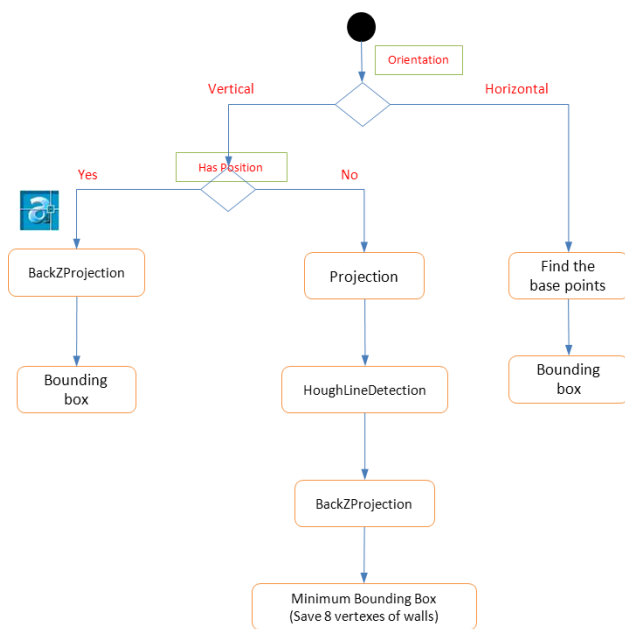 Orientation
Vertical
Horizontal
Has Position
Yes
No
a
BackZProjection
Projection
Find the
base points
Bounding
box
HoughLineDetection
Bounding
box
BackZProjection
Minimum Bounding Box
(Save 8 vertexes of walls)